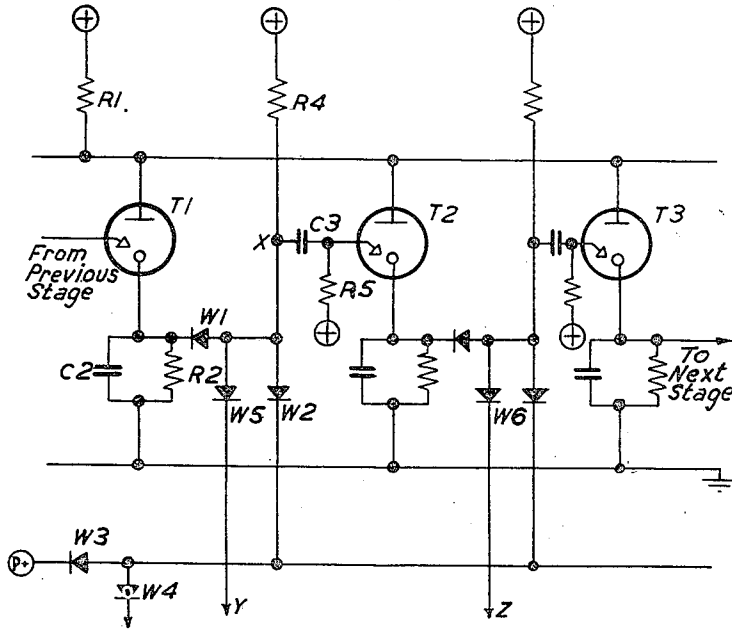 R1.
R4
T1
T2
T3
X
C3
From
Previous
Stage
R5
W1
C2
R2
W5
W2
W6
To
Next
Stage
W3
P+
W4
Y
Z